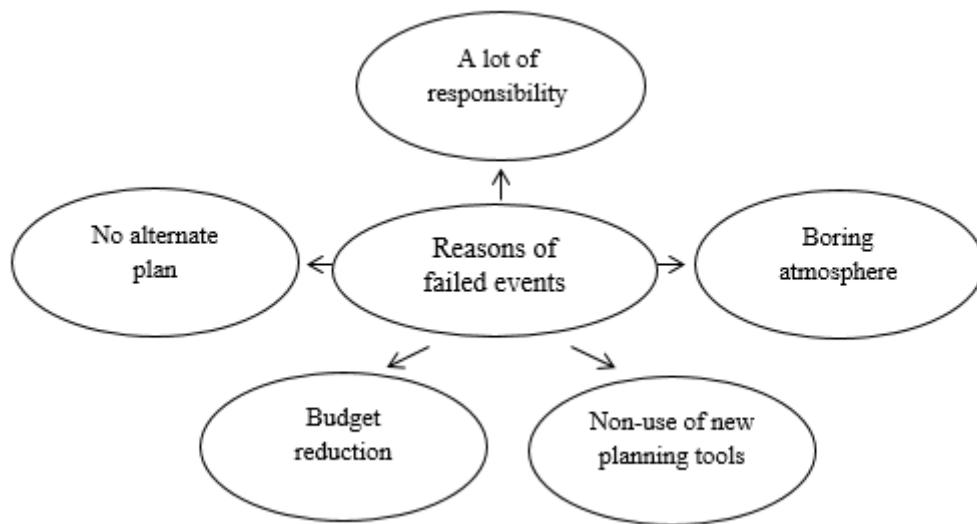 A lot of
responsibility
No alternate
plan
Reasons of
failed events
Boring
atmosphere
Budget
reduction
Non-use of new
planning tools